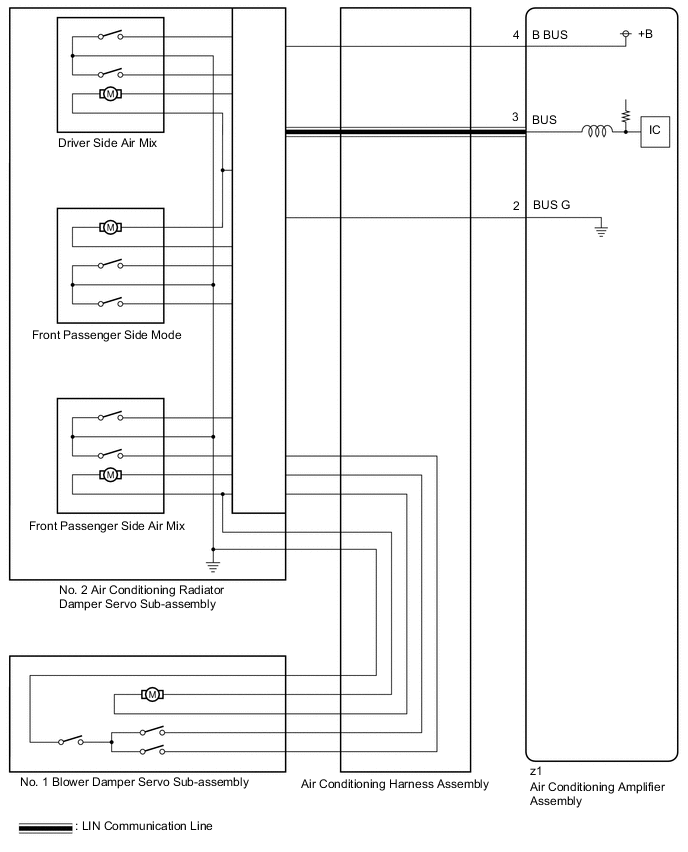 4 B BUS +B
M
Driver Side Air Mix
3 BUS
IC
2 BUS G
M
Front Passenger Side Mode
M
Front Passenger Side Air Mix
No. 2 Air Conditioning Radiator
Damper Servo Sub-assembly
M
No. 1 Blower Damper Servo Sub-assembly
Air Conditioning Harness Assembly
z1
Air Conditioning Amplifier
Assembly
: LIN Communication Line